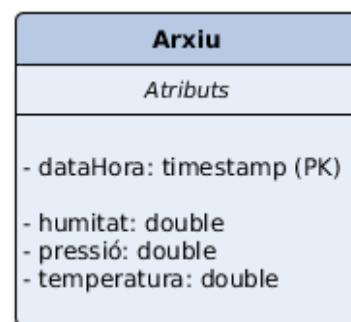 Arxiu
Atributs
- dataHora: timestamp (PK)
- humitat: double
- pressió: double
- temperatura: double